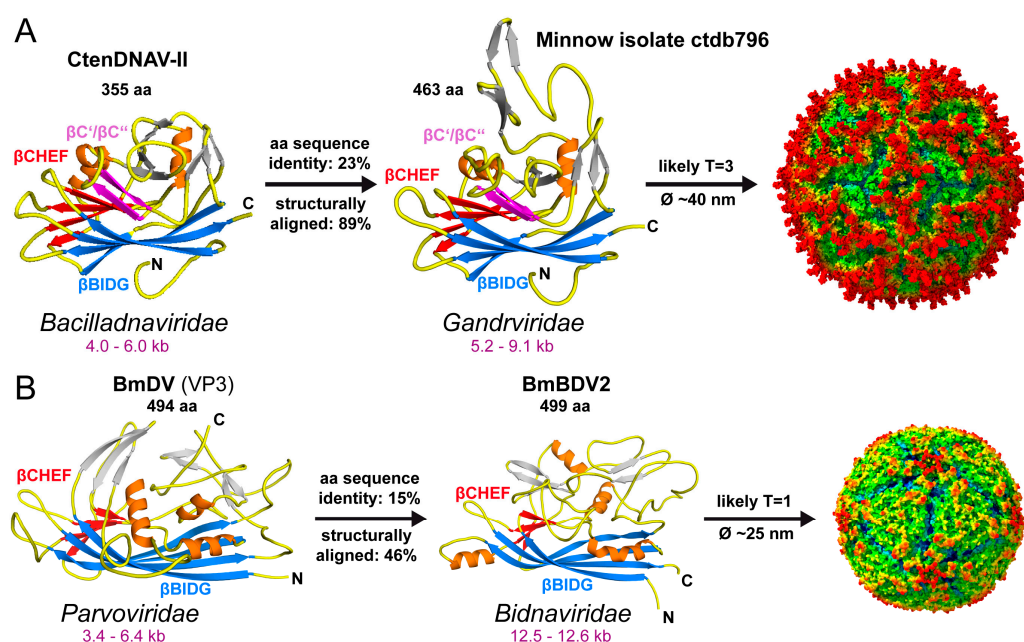 A
CtenDNAV-II
355 aa
βC‘/βC“
βCHEF
C
N
βBIDG
Bacilladnaviridae
4.0 - 6.0 kb
aa sequence
identity: 23%
structurally
aligned: 89%
Minnow isolate ctdb796
463 aa
βC‘/βC“
βCHEF
C
N
βBIDG
Gandrviridae
5.2 - 9.1 kb
likely T=3
Ø ~40 nm
B
BmDV (VP3)
494 aa
C
βCHEF
N
βBIDG
Parvoviridae
3.4 - 6.4 kb
aa sequence
identity: 15%
structurally
aligned: 46%
BmBDV2
499 aa
βCHEF
C
βBIDG
N
Bidnaviridae
12.5 - 12.6 kb
likely T=1
Ø ~25 nm